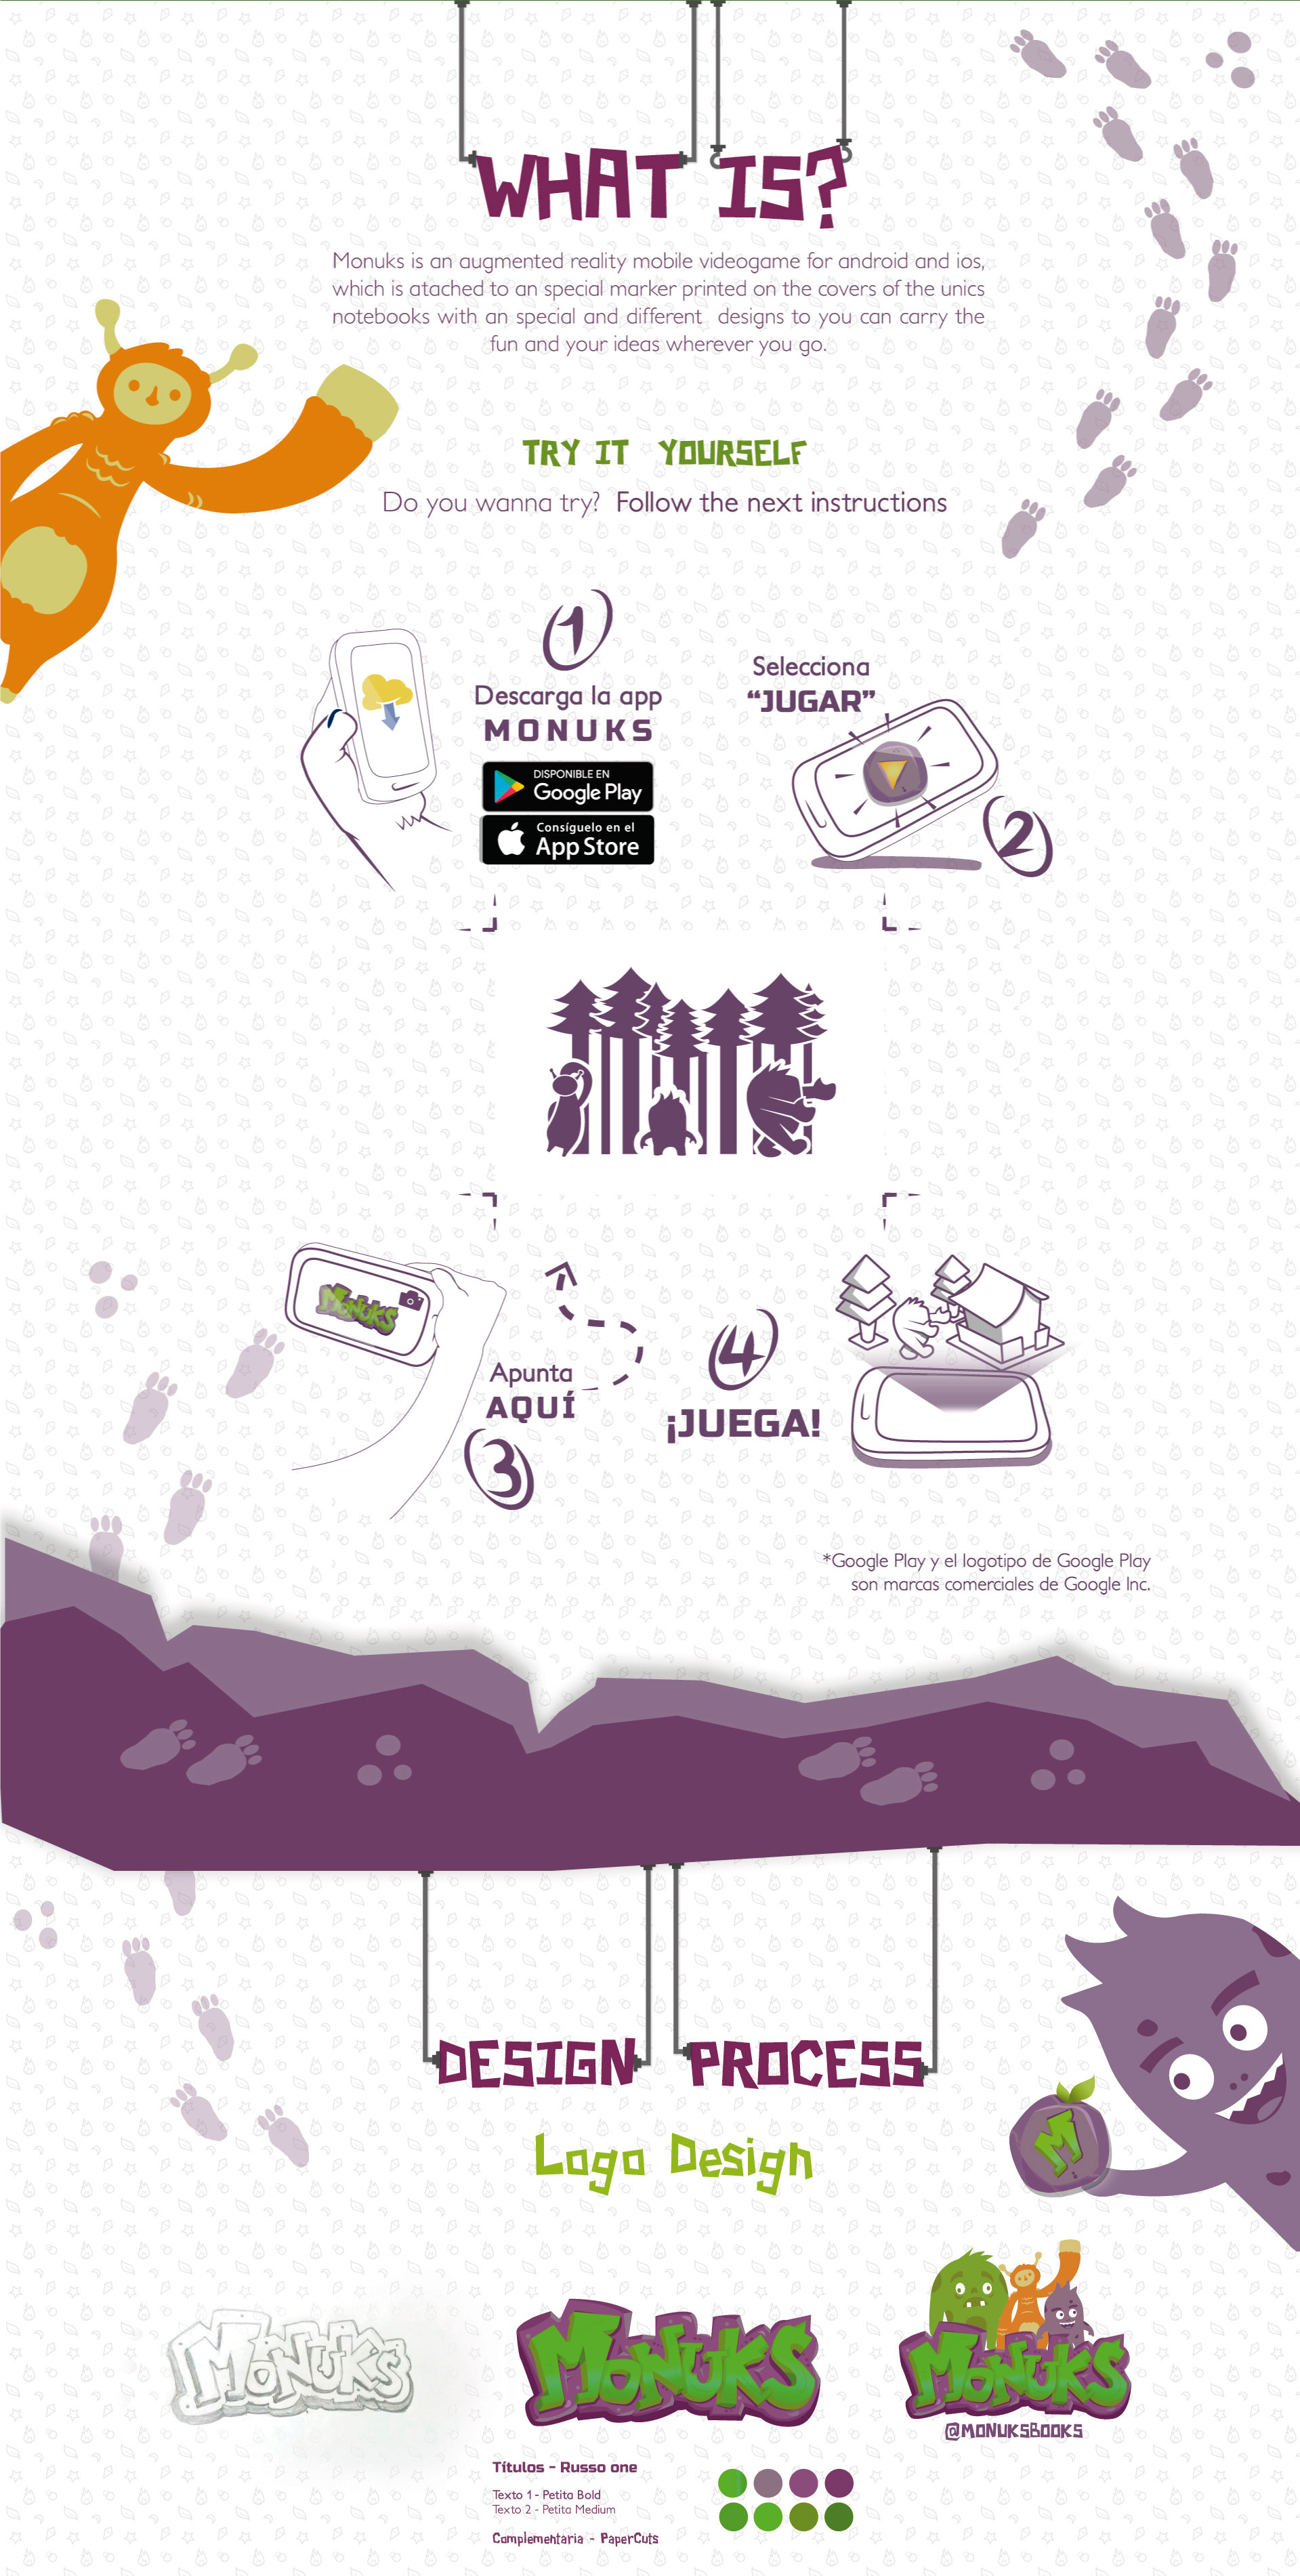 WHAT IS?
Monuks is an augmented reality mobile videogame for android and ios,
which is atached to an special marker printed on the covers of the unics
notebooks with an special and different designs to you can carry the
fun and your ideas wherever you go.
TRY IT YOURSELF
Do you wanna try? Follow the next instructions
1
Descarga la app
MONUKS
DISPONIBLE EN
Google Play
Consíguelo en el
App Store
Selecciona
“JUGAR”
2
MONUKS
Apunta
AQUÍ
3
4
¡JUEGA!
*Google Play y el logotipo de Google Play
son marcas comerciales de Google Inc.
DESIGN PROCESS
M
Logo Design
MONUKS
MONUKS
MONUKS
@MONUKSBOOKS
Títulos - Russo one
Texto 1 - Petita Bold
Texto 2 - Petita Medium
Complementaria - PaperCuts